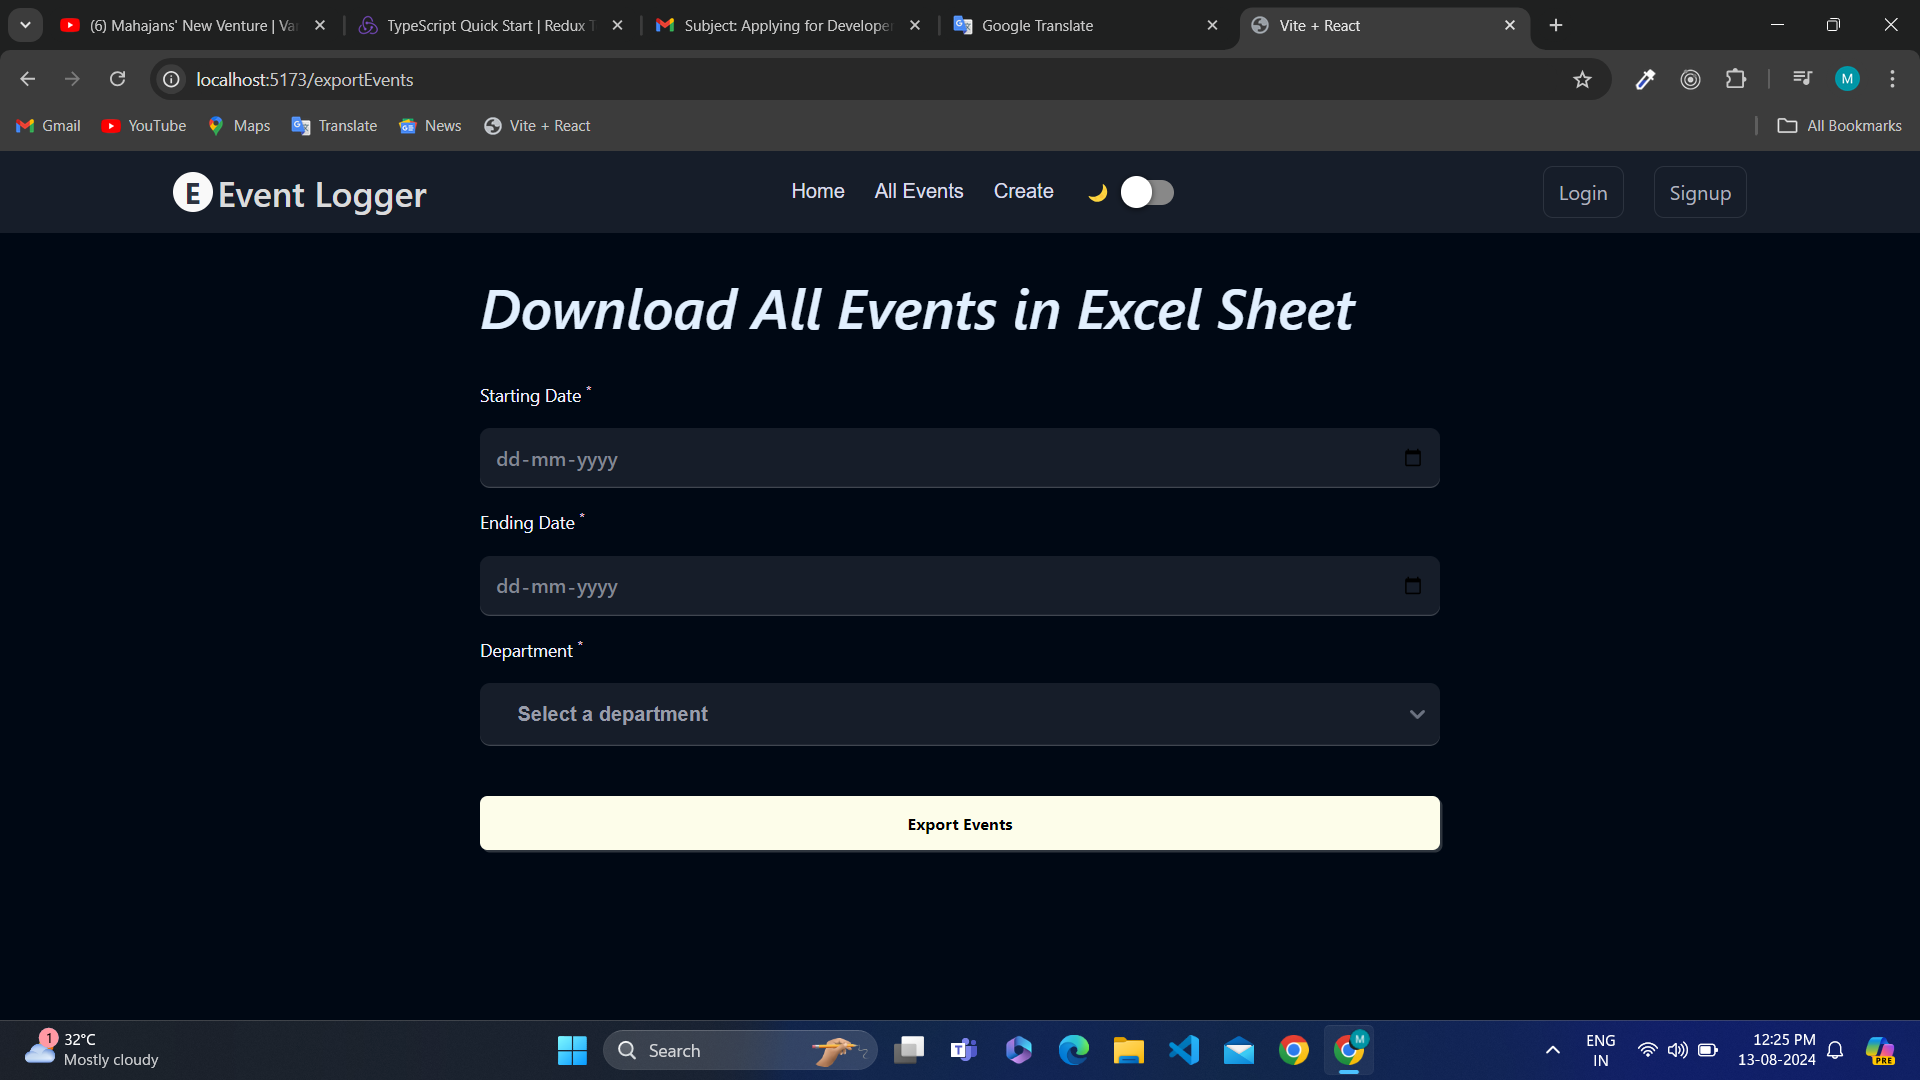 (6) Mahajans' New Venture | Va
TypeScript Quick Start | Redux T
Subject: Applying for Developer
Google Translate
Vite + React
localhost:5173/exportEvents
M
Gmail
YouTube
Maps
Translate
News
Vite + React
All Bookmarks
E Event Logger
Home
All Events
Create
Login
Signup
Download All Events in Excel Sheet
Starting Date *
dd-mm-yyyy
Ending Date *
dd-mm-yyyy
Department *
Select a department
Export Events
1
32°C
Mostly cloudy
Search
M
ENG
IN
12:25 PM
13-08-2024
PRE